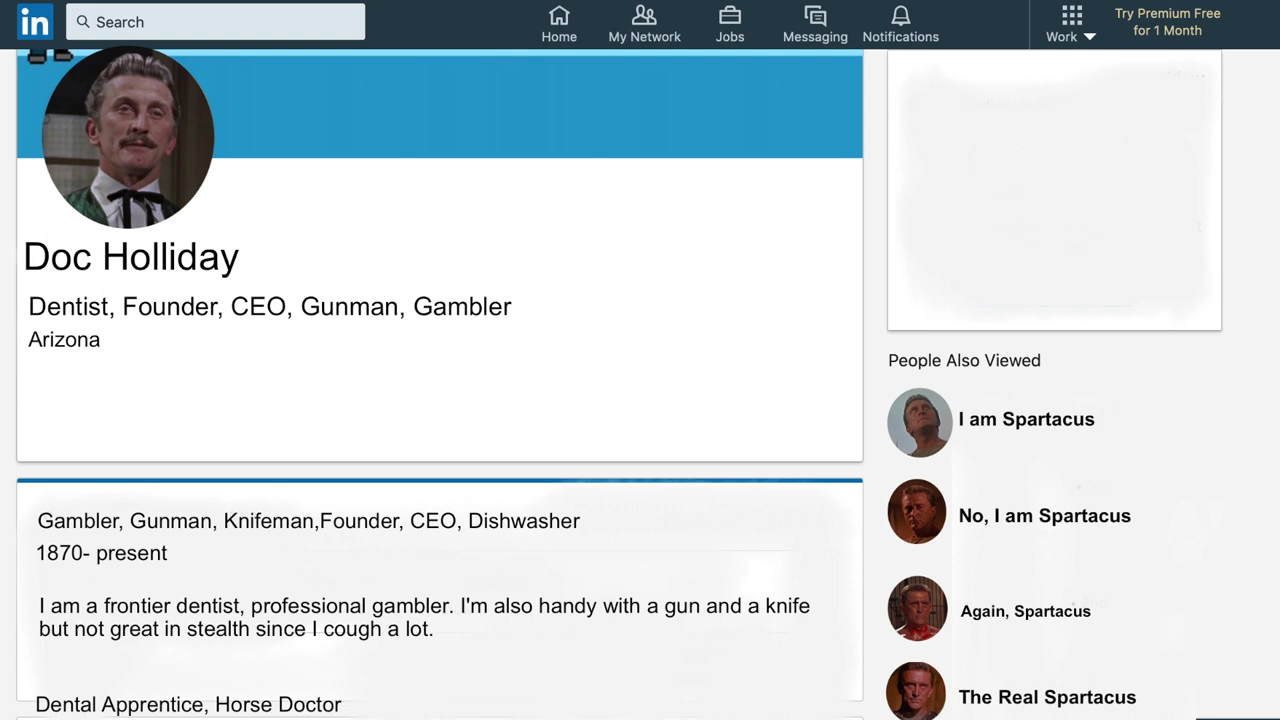 in
Search
Home
My Network
Jobs
Messaging
Notifications
Work
Try Premium Free
for 1 Month
Doc Holliday
Dentist, Founder, CEO, Gunman, Gambler
Arizona
Gambler, Gunman, Knifeman,Founder, CEO, Dishwasher
1870- present
I am a frontier dentist, professional gambler. I'm also handy with a gun and a knife
but not great in stealth since I cough a lot.
Dental Apprentice, Horse Doctor
People Also Viewed
I am Spartacus
No, I am Spartacus
Again, Spartacus
The Real Spartacus